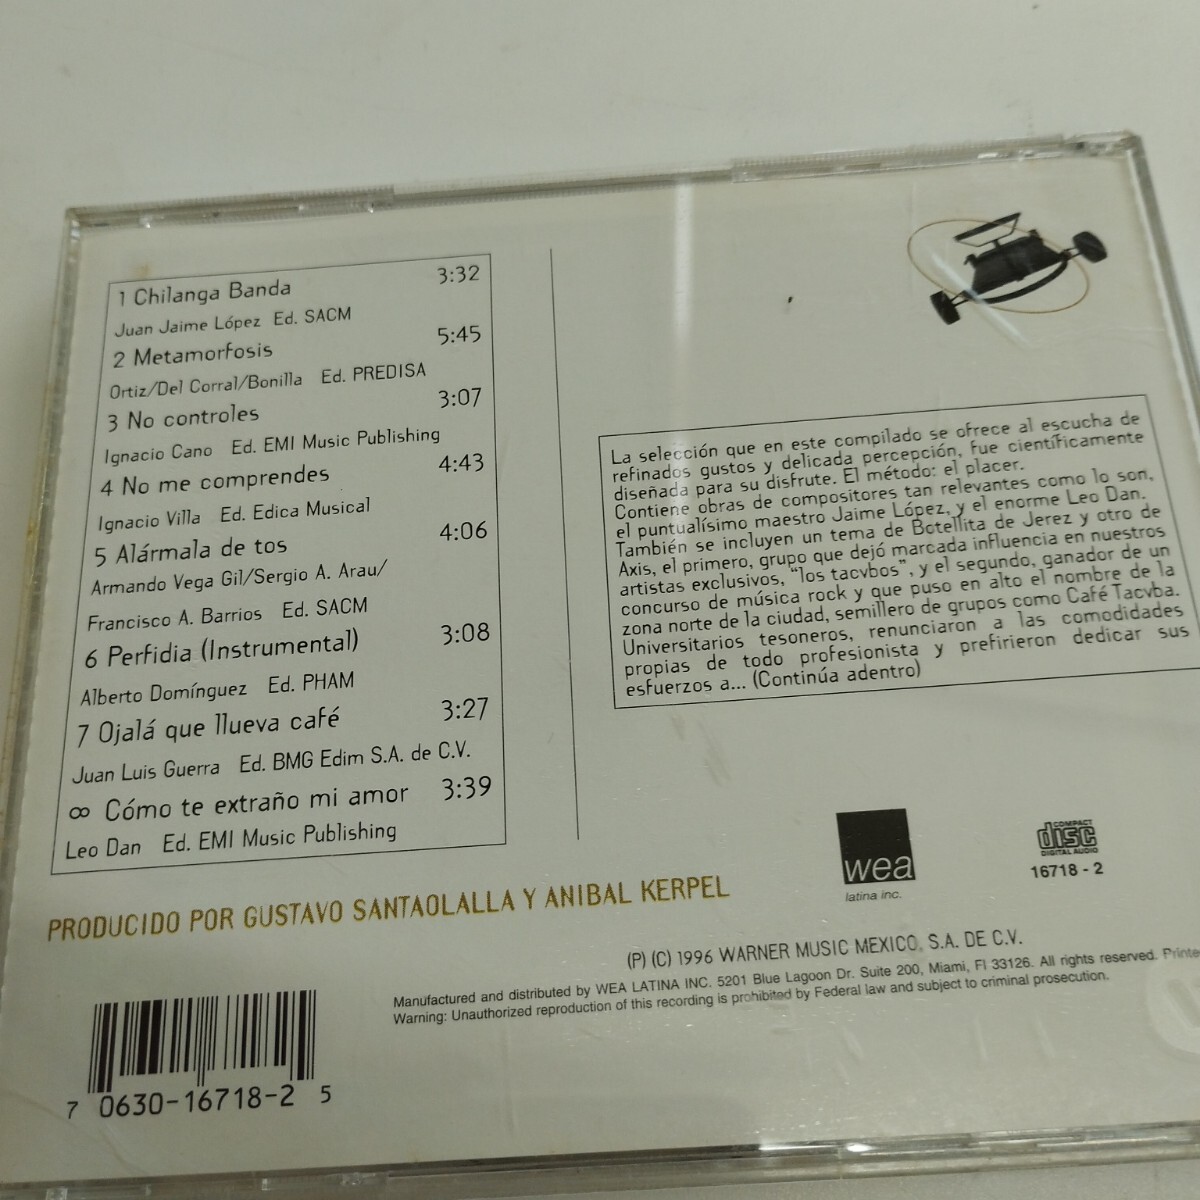 1 Chilanga Banda 3:32
Juan Jaime López Ed. SACM
2 Metamorfosis 5:45
Ortiz/Del Corral/Bonilla Ed. PREDISA
3 No controles 3:07
Ignacio Cano Ed. EMI Music Publishing
4 No me comprendes 4:43
Ignacio Villa Ed. Edica Musical
5 Alármala de tos 4:06
Armando Vega Gil/Sergio A. Arau/
Francisco A. Barrios Ed. SACM
6 Perfidia (Instrumental) 3:08
Alberto Domínguez Ed. PHAM
7 Ojalá que llueva café 3:27
Juan Luis Guerra Ed. BMG Edim S.A. de C.V.
∞ Cómo te extraño mi amor 3:39
Leo Dan Ed. EMI Music Publishing
La selección que en este compilado se ofrece al escucha de
refinados gustos y delicada percepción, fue científicamente
diseñada para su disfrute. El método: el placer.
Contiene obras de compositores tan relevantes como lo son,
el puntualísimo maestro Jaime López, y el enorme Leo Dan.
También se incluyen un tema de Botellita de Jerez y otro de
Axis, el primero, grupo que dejó marcada influencia en nuestros
artistas exclusivos, "los tacvbos", y el segundo, ganador de un
concurso de música rock y que puso en alto el nombre de la
zona norte de la ciudad, semillero de grupos como Café Tacvba.
Universitarios tesoneros, renunciaron a las comodidades
propias de todo profesionista y prefirieron dedicar sus
esfuerzos a... (Continúa adentro)
wea
latina inc.
COMPACT
disc
DIGITAL AUDIO
16718 - 2
PRODUCIDO POR GUSTAVO SANTAOLALLA Y ANIBAL KERPEL
(P) (C) 1996 WARNER MUSIC MEXICO, S.A. DE C.V.
Manufactured and distributed by WEA LATINA INC. 5201 Blue Lagoon Dr. Suite 200, Miami, Fl 33126. All rights reserved. Printe
Warning: Unauthorized reproduction of this recording is prohibited by Federal law and subject to criminal prosecution.
7 0630-16718-2 5